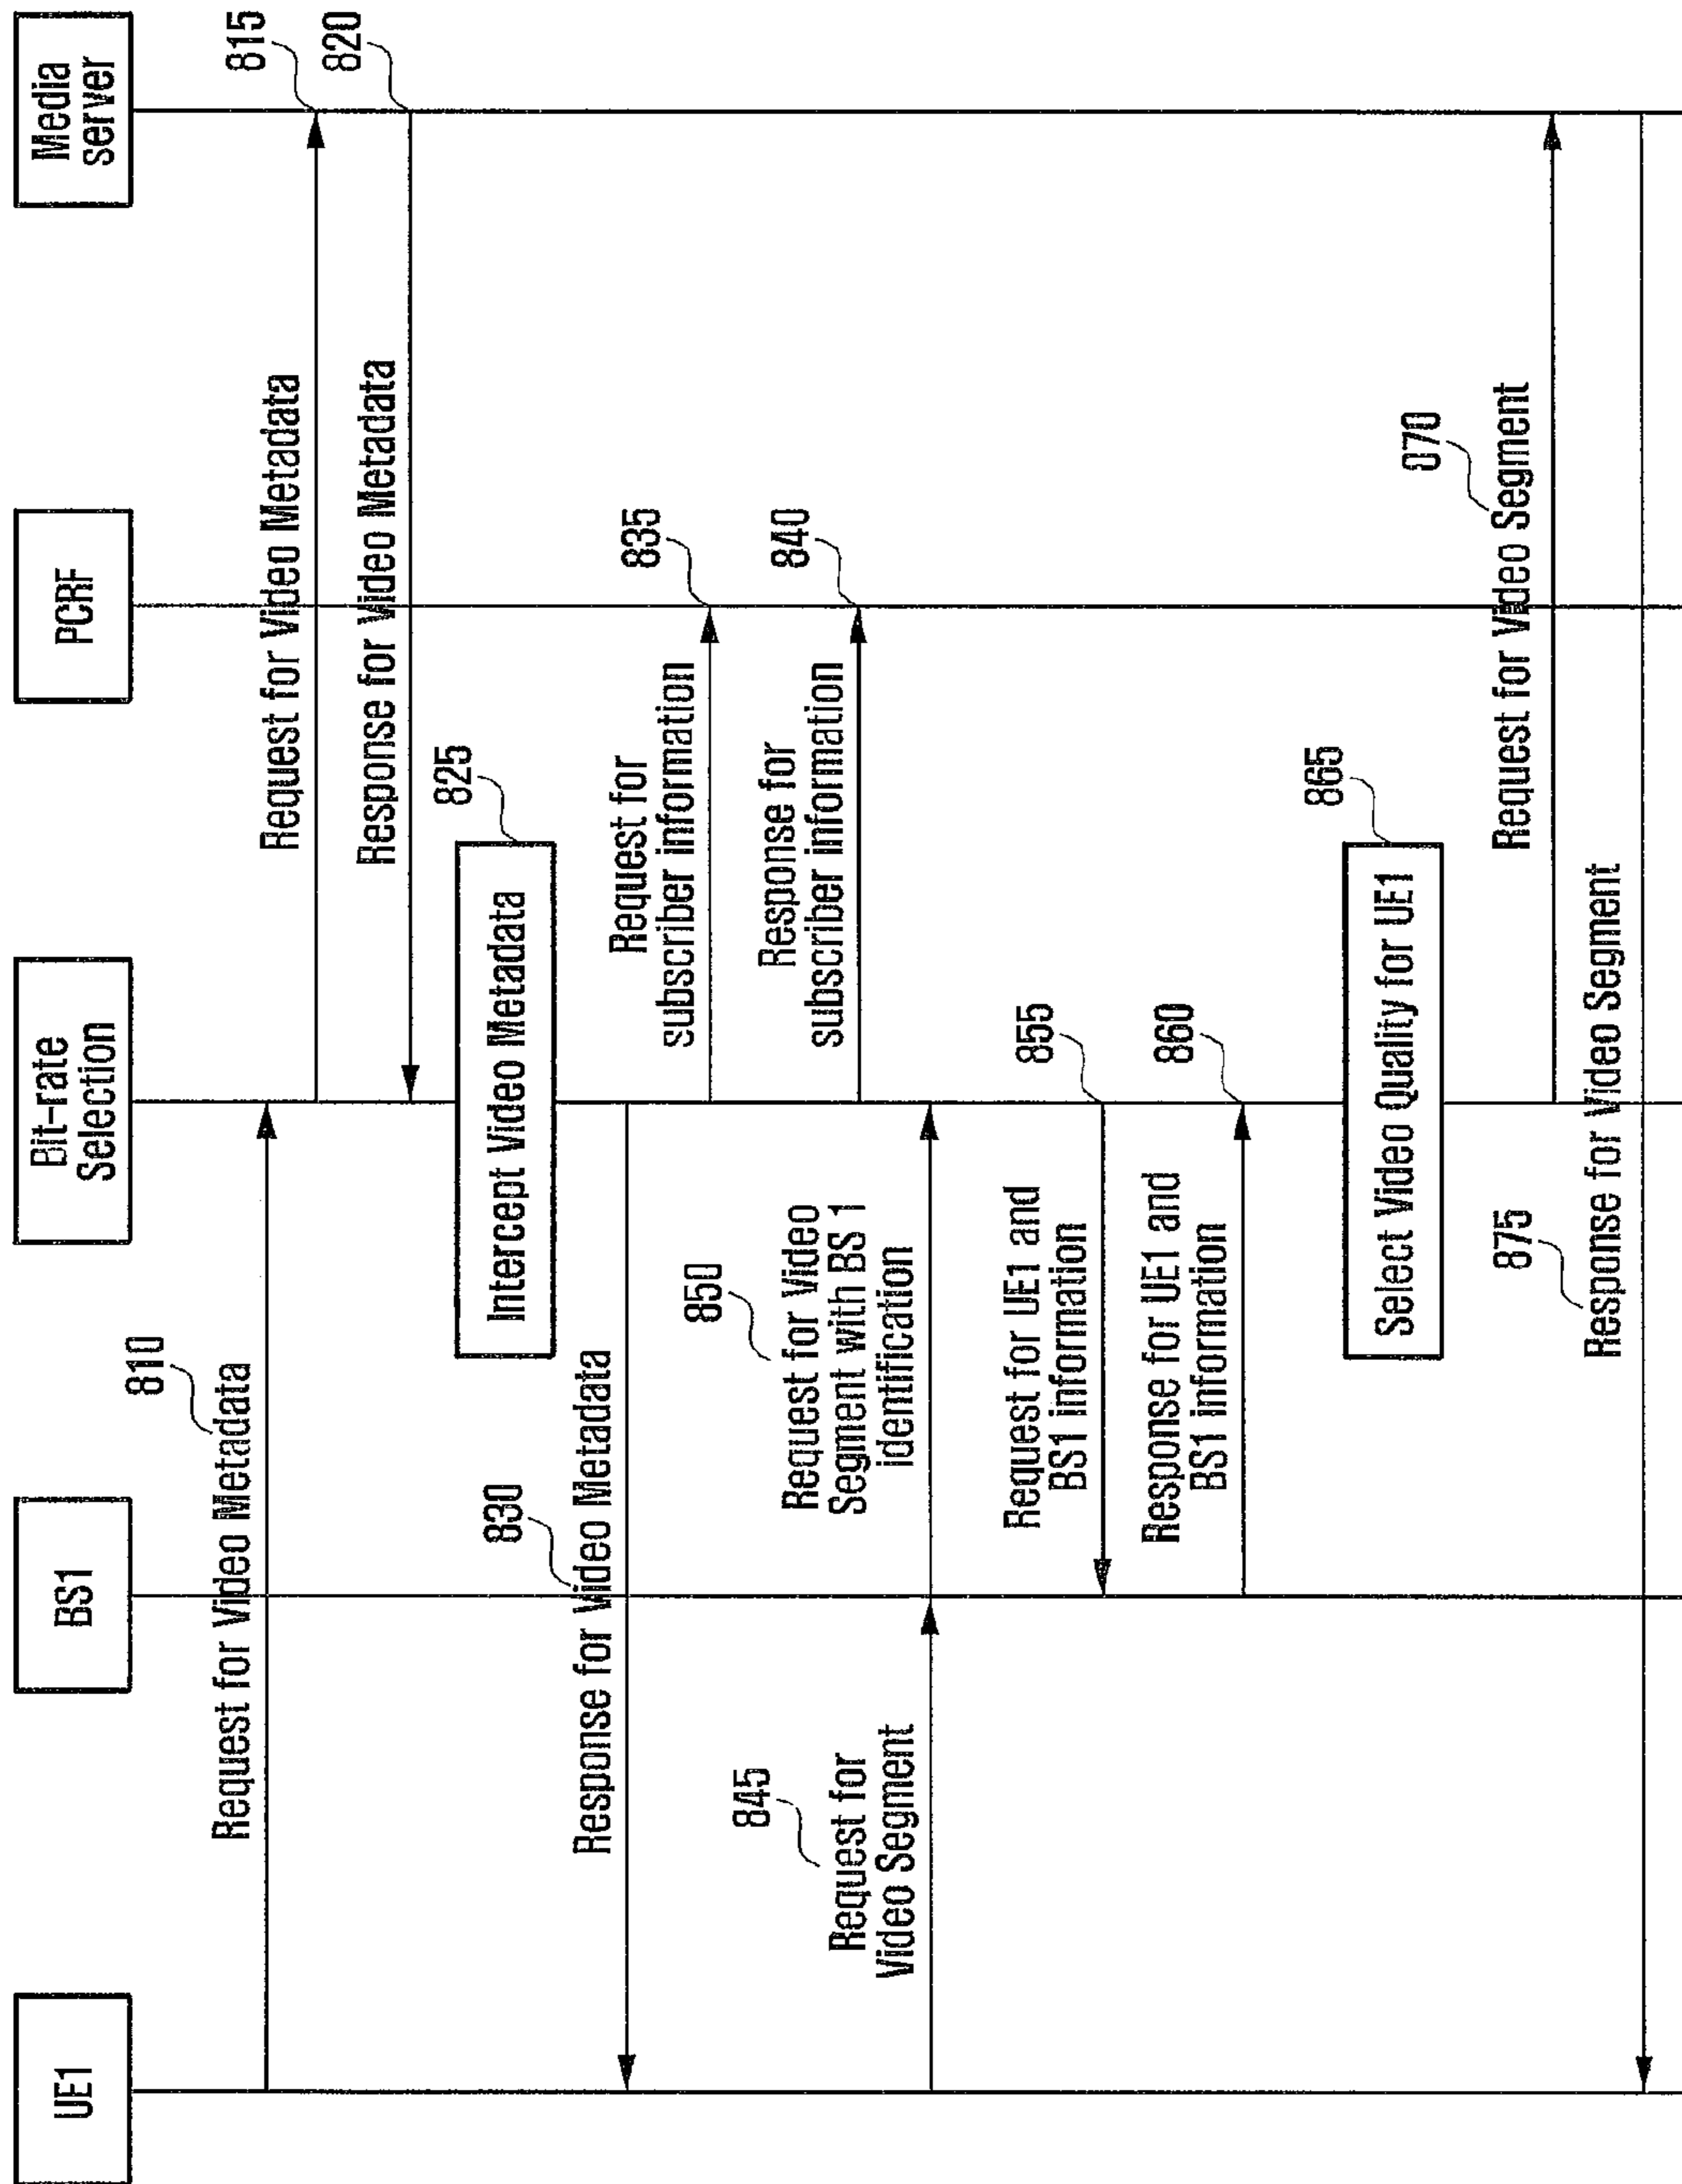 UE1
BS1
Bit-rate
Selection
PCRF
Media
server
810
Request for Video Metadata
Request for Video Metadata
815
Response for Video Metadata
820
Intercept Video Metadata
825
830
Response for Video Metadata
Request for
subscriber information
835
Response for
subscriber information
840
845
Request for
Video Segment
850
Request for Video
Segment with BS 1
identification
Request for UE1 and
BS1 information
855
Response for UE1 and
BS1 information
860
Select Video Quality for UE1
865
Request for Video Segment
070
875
Response for Video Segment